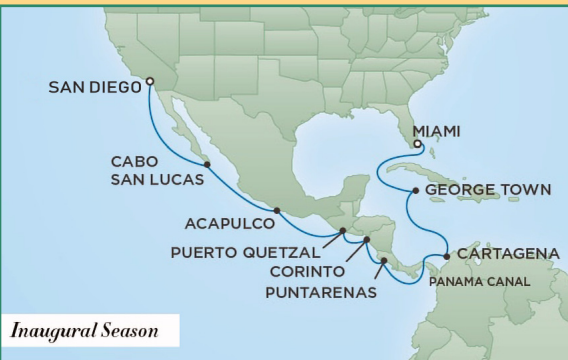 SAN DIEGO
MIAMI
CABO
SAN LUCAS
GEORGE TOWN
ACAPULCO
PUERTO QUETZAL
CARTAGENA
CORINTO
PANAMA CANAL
PUNTARENAS
Inaugural Season